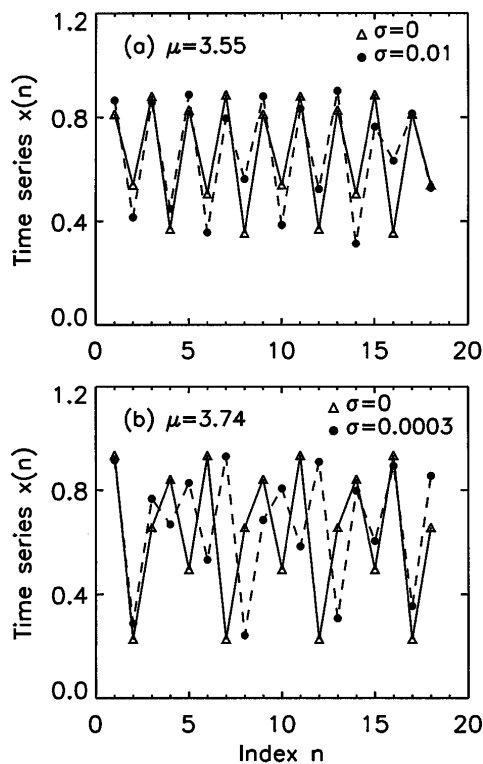 (a) μ=3.55
△ σ=0
● σ=0.01
Time series x(n)
1.2
0.8
0.4
0.0
0 5 10 15 20
(b) μ=3.74
△ σ=0
● σ=0.0003
Time series x(n)
1.2
0.8
0.4
0.0
0 5 10 15 20
Index n